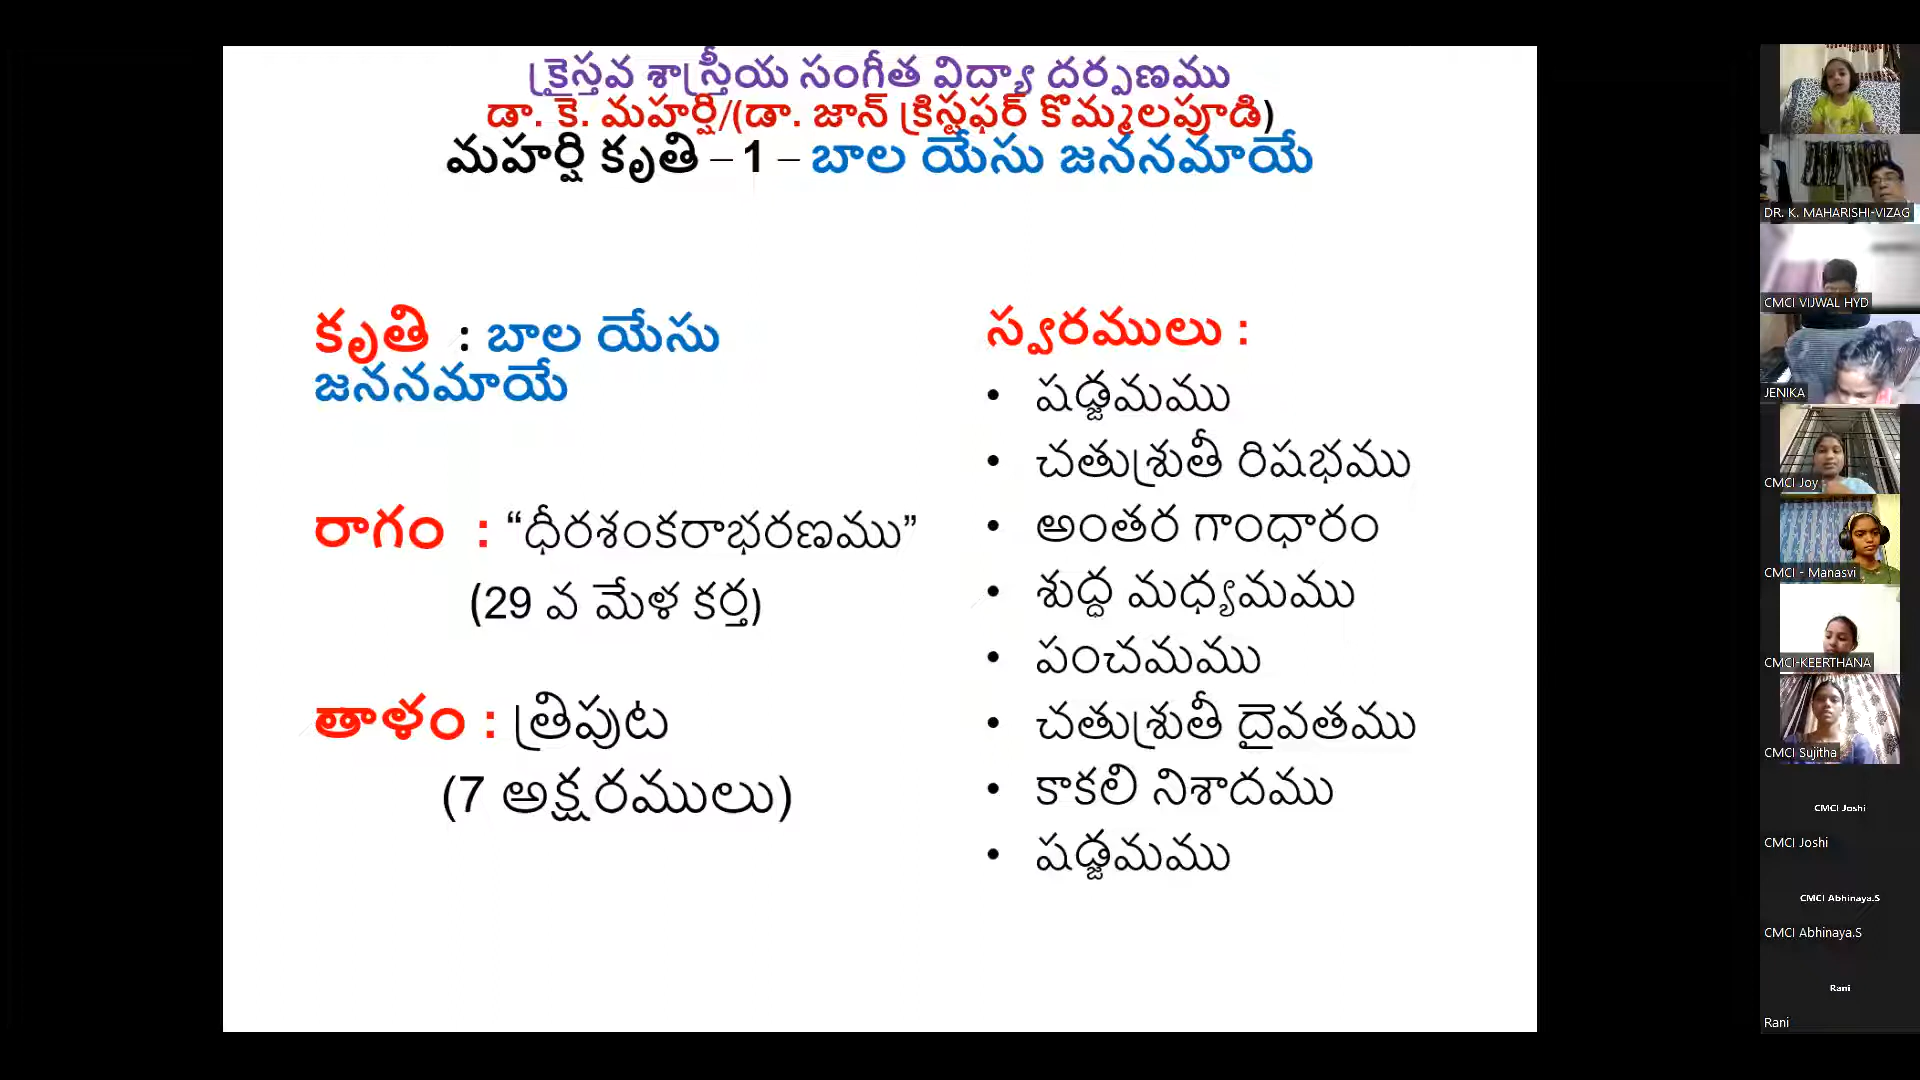 క్రైస్తవ శాస్త్రీయ సంగీత విద్యా దర్పణము
డా. కె. మహర్షి/(డా. జాన్ క్రిస్టఫర్ కొమ్మలపూడి)
మహర్షి కృతి – 1 – బాల యేసు జననమాయే
కృతి : బాల యేసు
జననమాయే
రాగం : “ధీరశంకరాభరణము”
(29 వ మేళ కర్త)
తాళం : త్రిపుట
(7 అక్షరములు)
స్వరములు :
• షడ్జమము
• చతుశ్రుతీ రిషభము
• అంతర గాంధారం
• శుద్ధ మధ్యమము
• పంచమము
• చతుశ్రుతీ దైవతము
• కాకలి నిశాదము
• షడ్జమము
DR. K. MAHARISHI-VIZAG
CMCI VIJWAL HYD
JENIKA
CMCI Joy
CMCI - Manasvi
CMCI-KEERTHANA
CMCI Sujitha
CMCI Joshi
CMCI Joshi
CMCI Abhinaya.S
CMCI Abhinaya.S
Rani
Rani